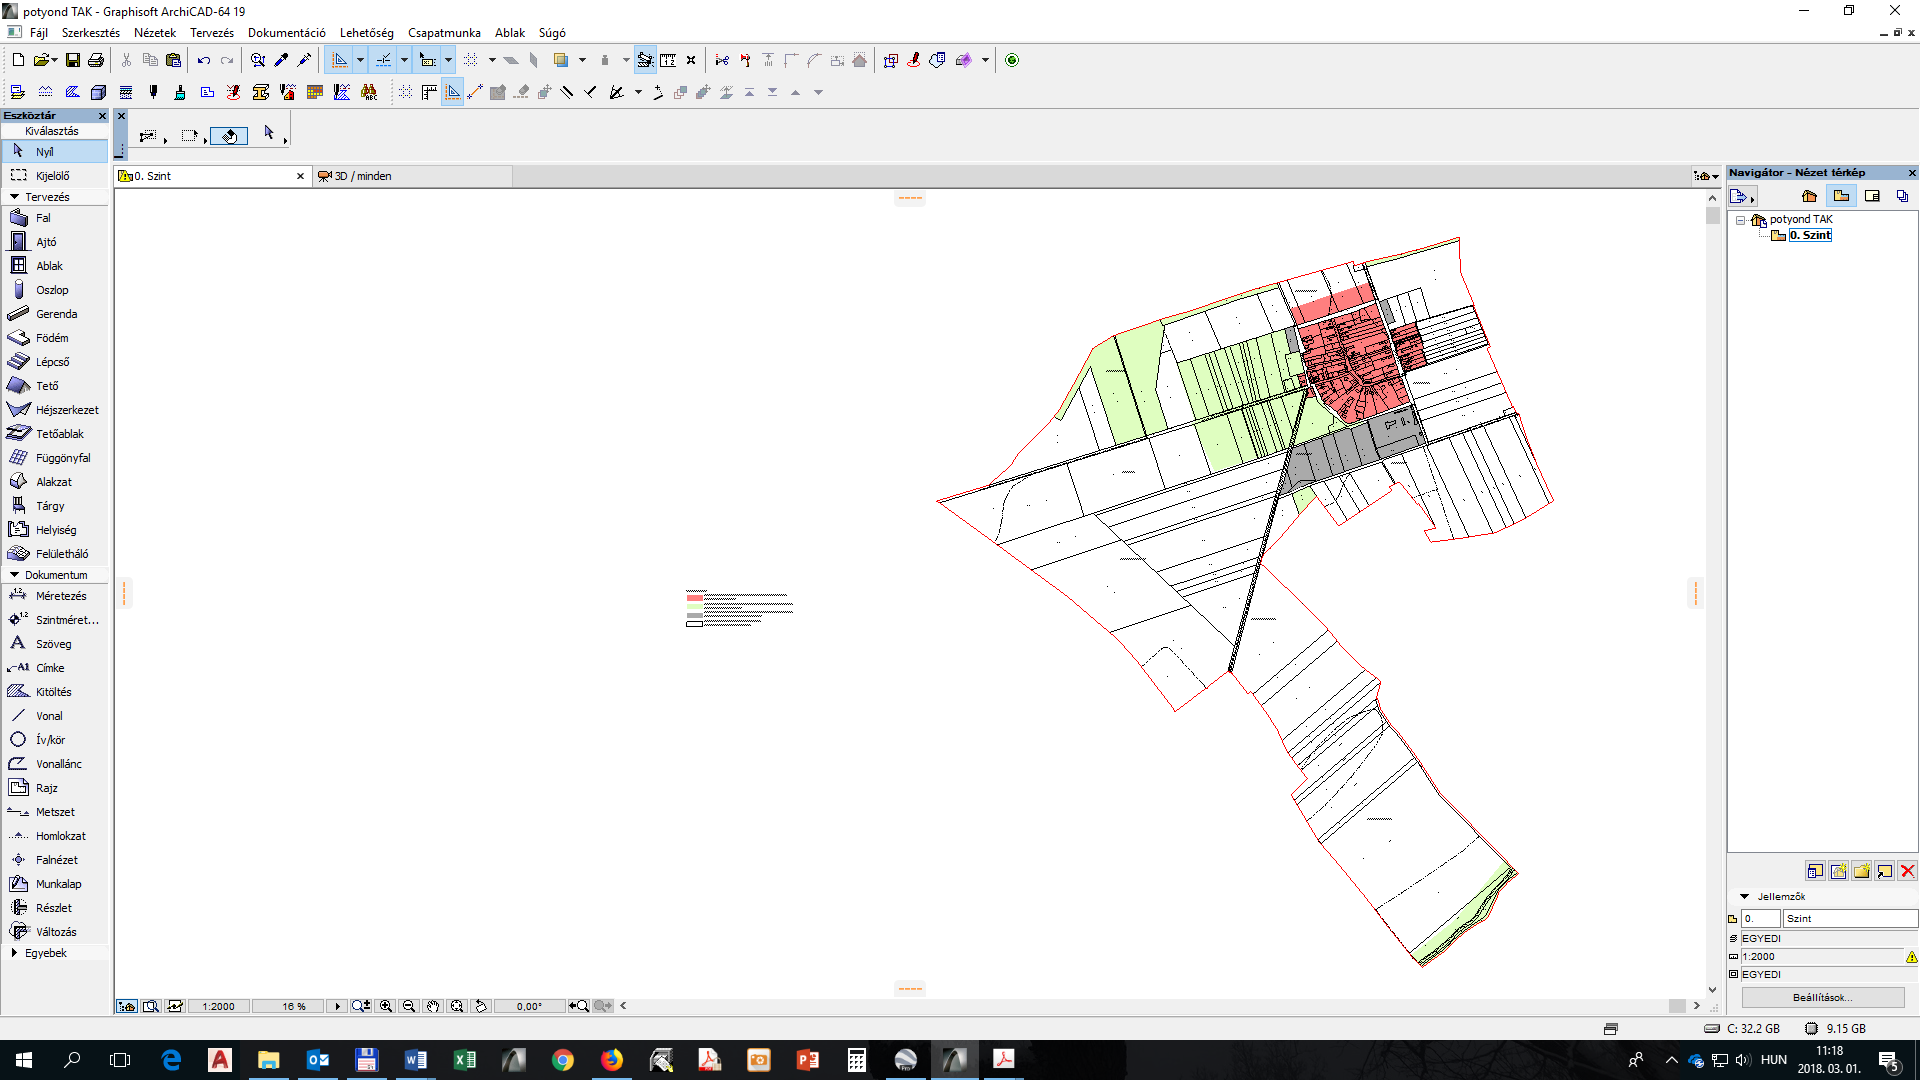 potyond TAK - Graphisoft ArchiCAD-64 19
Fájl Szerkesztés Nézetek Tervezés Dokumentáció Lehetőség Csapatmunka Ablak Súgó
Eszköztár
Kiválasztás
Nyíl
Kijelölő
Tervezés
Fal
Ajtó
Ablak
Oszlop
Gerenda
Födém
Lépcső
Tető
Héjszerkezet
Tetőablak
Függönyfal
Alakzat
Tárgy
Helyiség
Felületháló
Dokumentum
Méretezés
Szintméret...
Szöveg
Címke
Kitöltés
Vonal
Ív/kör
Vonallánc
Rajz
Metszet
Homlokzat
Falnézet
Munkalap
Részlet
Változás
Egyebek
0. Szint
3D / minden
1:2000
16 %
0,00°
Navigátor - Nézet térkép
potyond TAK
0. Szint
Jellemzők
0. Szint
EGYEDI
1:2000
EGYEDI
Beállítások...
C: 32.2 GB 9.15 GB
HUN
11:18
2018. 03. 01.
5